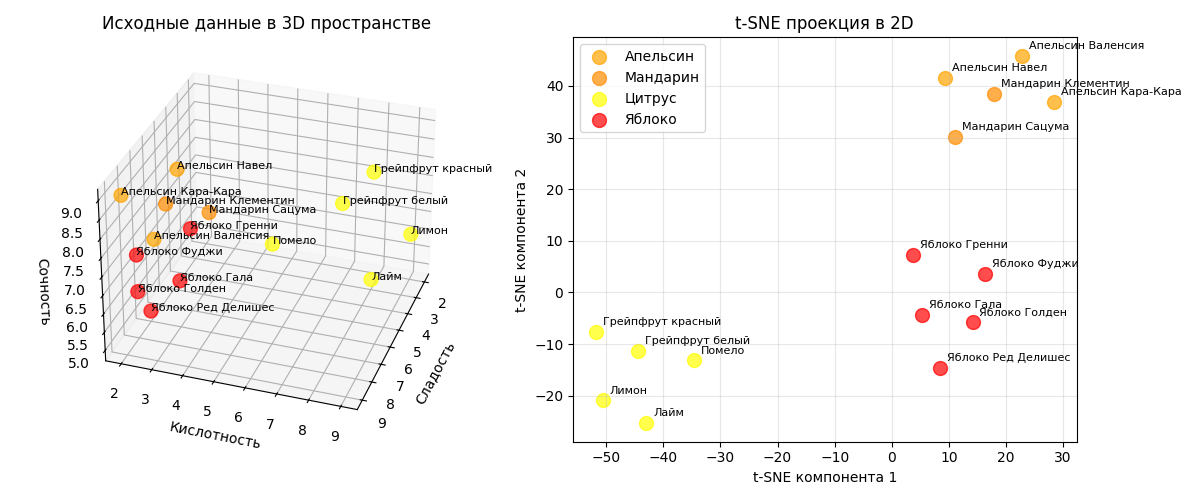 Исходные данные в 3D пространстве
Апельсин Навел
Грейпфрут красный
Апельсин Кара-Кара
Мандарин Клементин
Грейпфрут белый
Мандарин Сацума
Яблоко Гренни
Лимон
Апельсин Валенсия
Помело
Яблоко Фуджи
Яблоко Гала
Лайм
Яблоко Голден
Яблоко Ред Делишес
9.0
8.5
8.0
7.5
7.0
6.5
6.0
5.5
5.0
Сочность
2
3
4
5
6
7
8
9
Кислотность
2
3
4
5
6
7
8
9
Сладость
t-SNE проекция в 2D
Апельсин
Мандарин
Цитрус
Яблоко
Апельсин Валенсия
Апельсин Навел
Мандарин Клементин
Апельсин Кара-Кара
Мандарин Сацума
Яблоко Гренни
Яблоко Фуджи
Яблоко Гала
Яблоко Голден
Грейпфрут красный
Грейпфрут белый
Помело
Яблоко Ред Делишес
Лимон
Лайм
40
30
20
10
0
−10
−20
t-SNE компонента 2
−50
−40
−30
−20
−10
0
10
20
30
t-SNE компонента 1